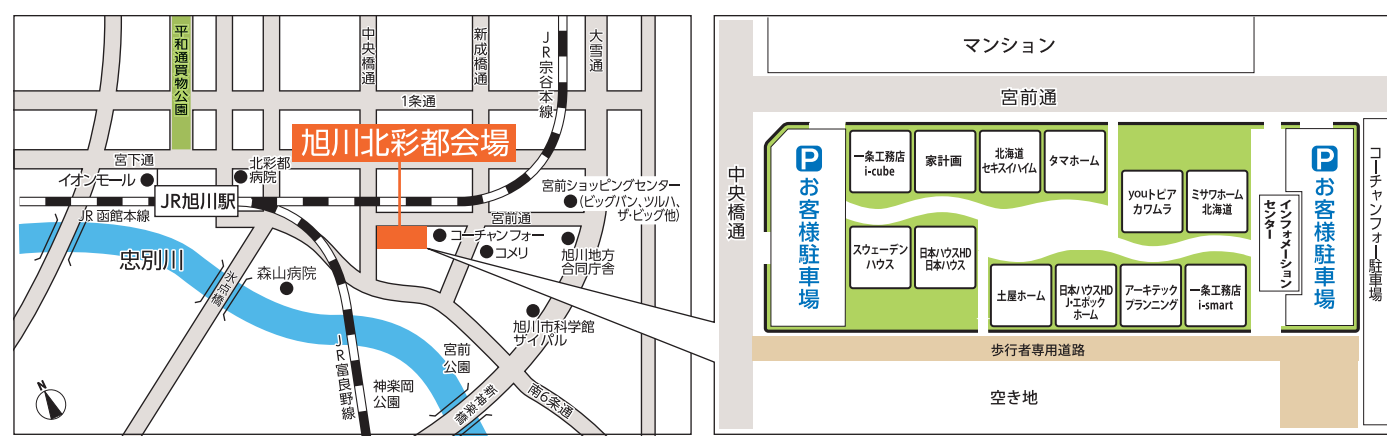 平和通買物公園
中央橋通
新成橋通
JR宗谷本線
大雪通
1条通
旭川北彩都会場
宮下通
北彩都
病院
イオンモール
JR旭川駅
JR函館本線
宮前ショッピングセンター
(ビッグバン、ツルハ、
ザ・ビッグ他)
宮前通
コーチャンフォー
コメリ
旭川地方
合同庁舎
忠別川
氷点橋
森山病院
旭川市科学館
サイパル
JR富良野線
宮前
公園
神楽岡
公園
新神楽橋
南6条通
N
マンション
宮前通
中央橋通
P
お客様駐車場
一条工務店
i-cube
家計画
北海道
セキスイハイム
タマホーム
youトピア
カワムラ
ミサワホーム
北海道
スウェーデン
ハウス
日本ハウスHD
日本ハウス
土屋ホーム
日本ハウスHD
J・エポック
ホーム
アーキテック
プランニング
一条工務店
i-smart
インフォメーション
センター
P
お客様駐車場
コーチャンフォー駐車場
歩行者専用道路
空き地